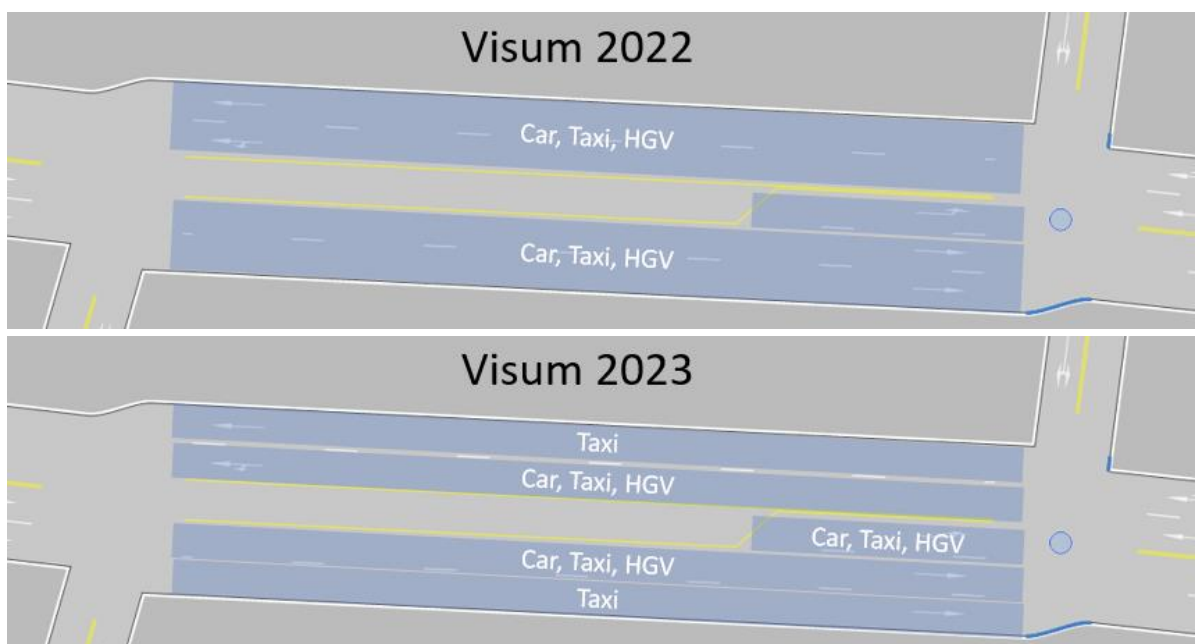 Visum 2022
Car, Taxi, HGV
Car, Taxi, HGV
Visum 2023
Taxi
Car, Taxi, HGV
Car, Taxi, HGV
Car, Taxi, HGV
Taxi